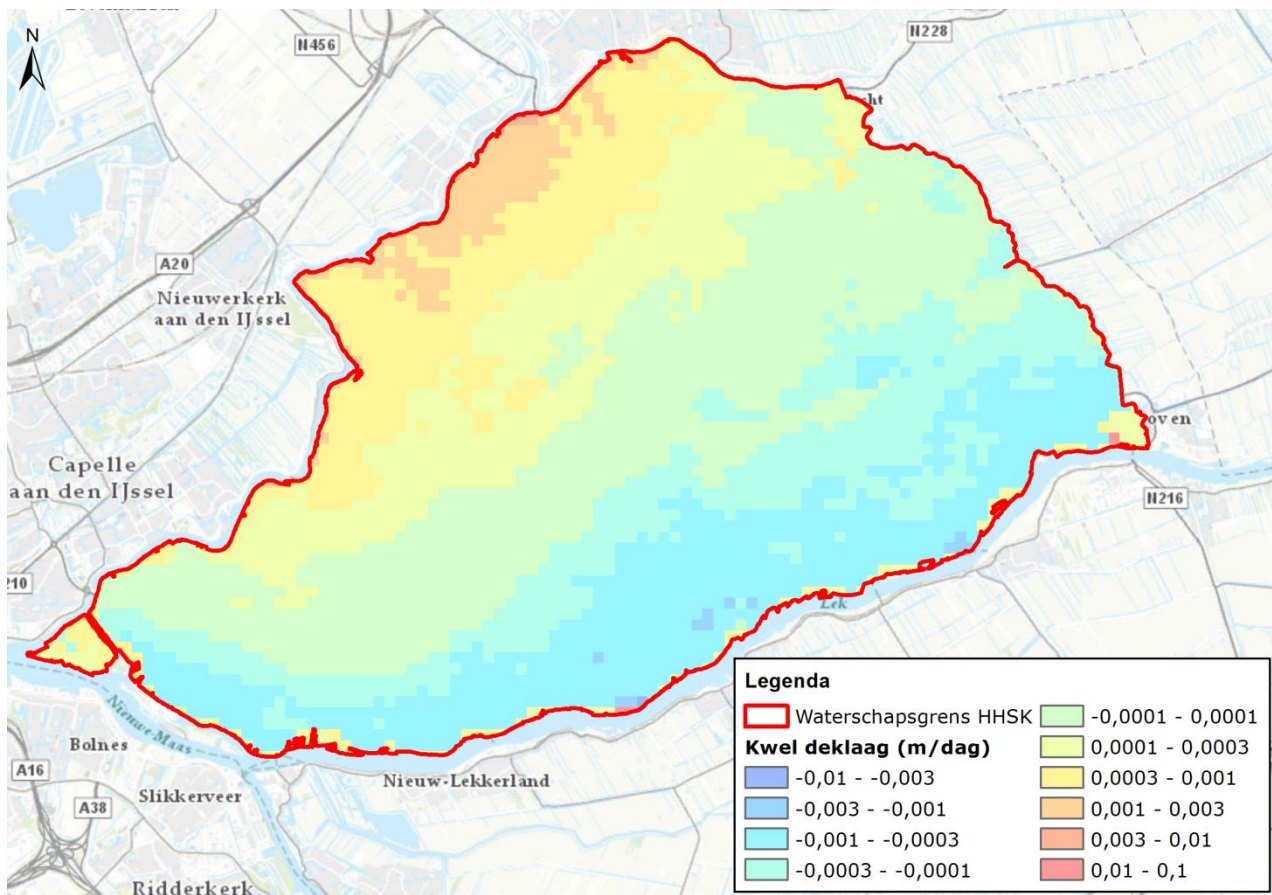 N456
N228
N
cht
A20
Nieuwerkerk
aan den IJssel
Capelle
aan den IJssel
oven
N216
210
Lek
Nieuwe Maas
Bolnes
A16
Nieuw-Lekkerland
Slikkerveer
A38
Ridderkerk
Legenda
Waterschapsgrens HHSK
Kwel deklaag (m/dag)
-0,01 - -0,003
-0,003 - -0,001
-0,001 - -0,0003
-0,0003 - -0,0001
-0,0001 - 0,0001
0,0001 - 0,0003
0,0003 - 0,001
0,001 - 0,003
0,003 - 0,01
0,01 - 0,1